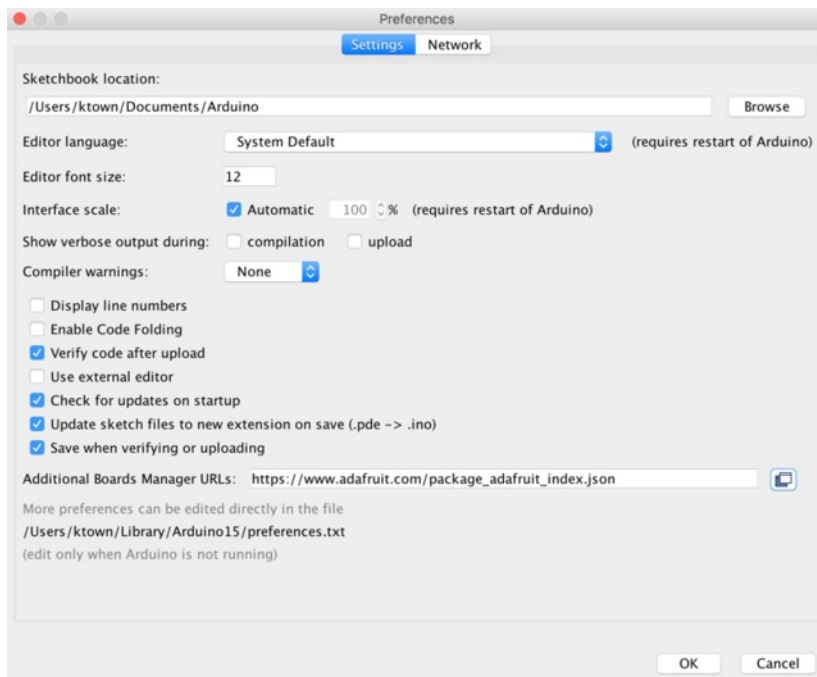 Preferences
Settings Network
Sketchbook location:
/Users/ktown/Documents/Arduino Browse
Editor language: System Default (requires restart of Arduino)
Editor font size: 12
Interface scale: Automatic 100 % (requires restart of Arduino)
Show verbose output during: compilation upload
Compiler warnings: None
Display line numbers
Enable Code Folding
Verify code after upload
Use external editor
Check for updates on startup
Update sketch files to new extension on save (.pde -> .ino)
Save when verifying or uploading
Additional Boards Manager URLs: https://www.adafruit.com/package_adafruit_index.json
More preferences can be edited directly in the file
/Users/ktown/Library/Arduino15/preferences.txt
(edit only when Arduino is not running)
OK Cancel